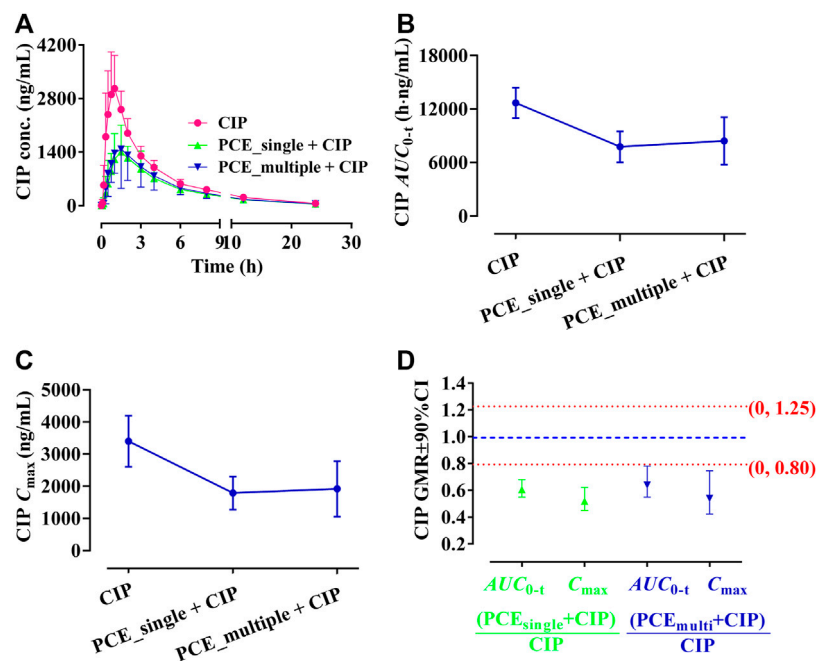 A
CIP conc. (ng/mL)
4200
2800
1400
0
0 3 6 9 10 20 30
Time (h)
CIP
PCE_single + CIP
PCE_multiple + CIP
B
CIP AUC0-t
(h·ng/mL)
18000
12000
6000
0
CIP
PCE_single + CIP
PCE_multiple + CIP
C
CIP Cmax
(ng/mL)
5000
4000
3000
2000
1000
0
CIP
PCE_single + CIP
PCE_multiple + CIP
D
CIP GMR±90%CI
1.4
1.2
1.0
0.8
0.6
0.4
0.2
(0, 1.25)
(0, 0.80)
AUC0-t Cmax AUC0-t Cmax
(PCEsingle+CIP) (PCEmulti+CIP)
CIP CIP